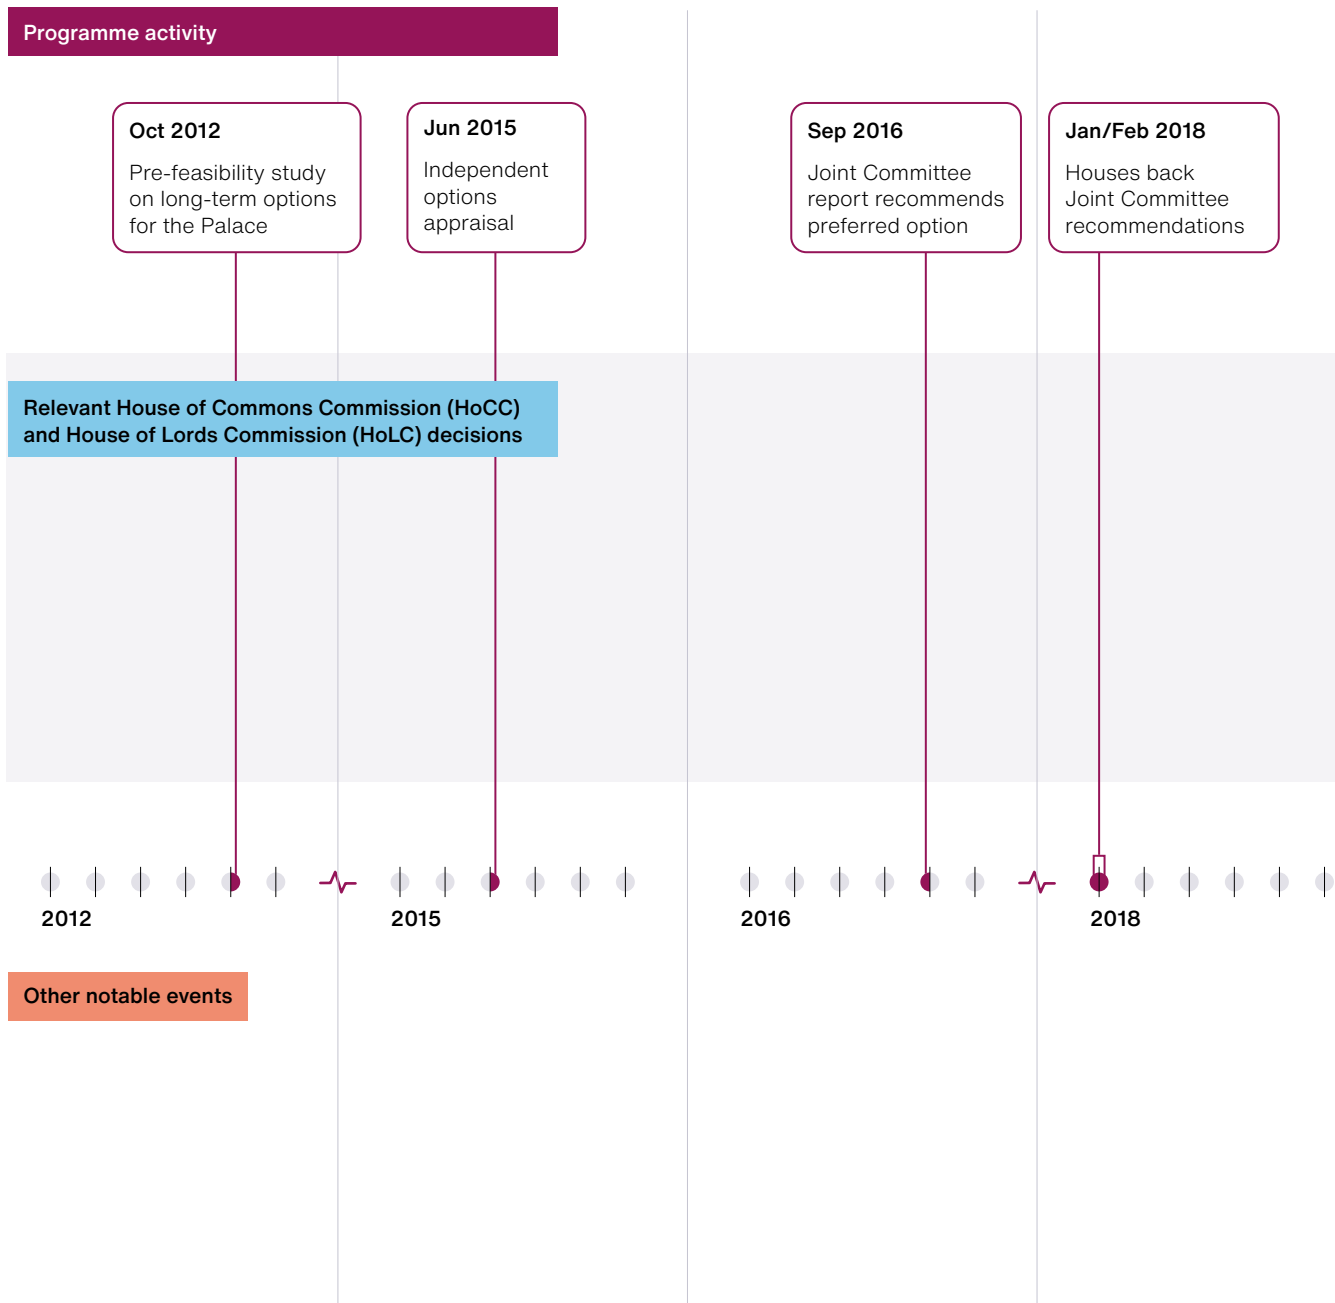 Programme activity
Oct 2012
Pre-feasibility study
on long-term options
for the Palace
Jun 2015
Independent
options
appraisal
Sep 2016
Joint Committee
report recommends
preferred option
Jan/Feb 2018
Houses back
Joint Committee
recommendations
Relevant House of Commons Commission (HoCC)
and House of Lords Commission (HoLC) decisions
2012
2015
2016
2018
Other notable events